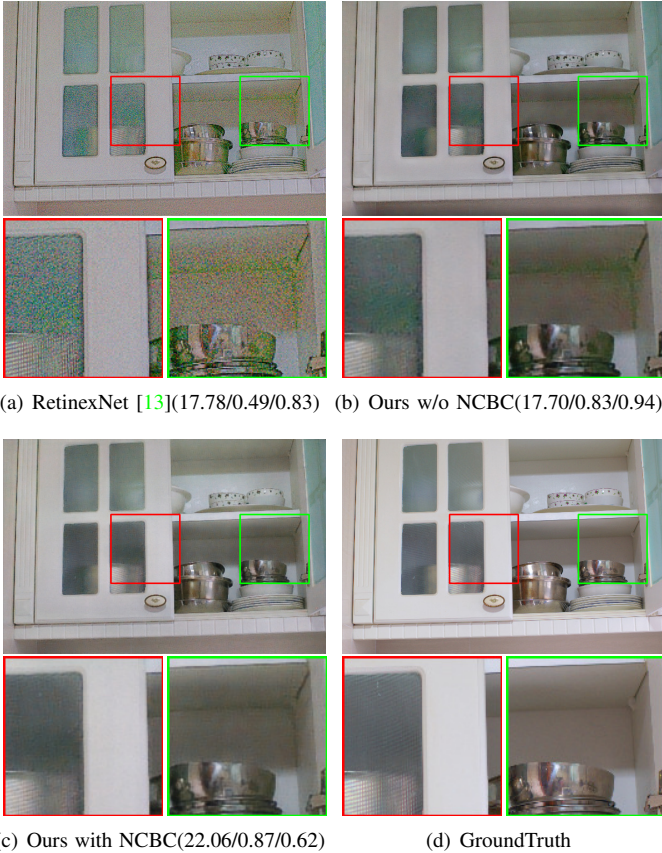 (a) RetinexNet [13](17.78/0.49/0.83) (b) Ours w/o NCBC(17.70/0.83/0.94)
(c) Ours with NCBC(22.06/0.87/0.62) (d) GroundTruth